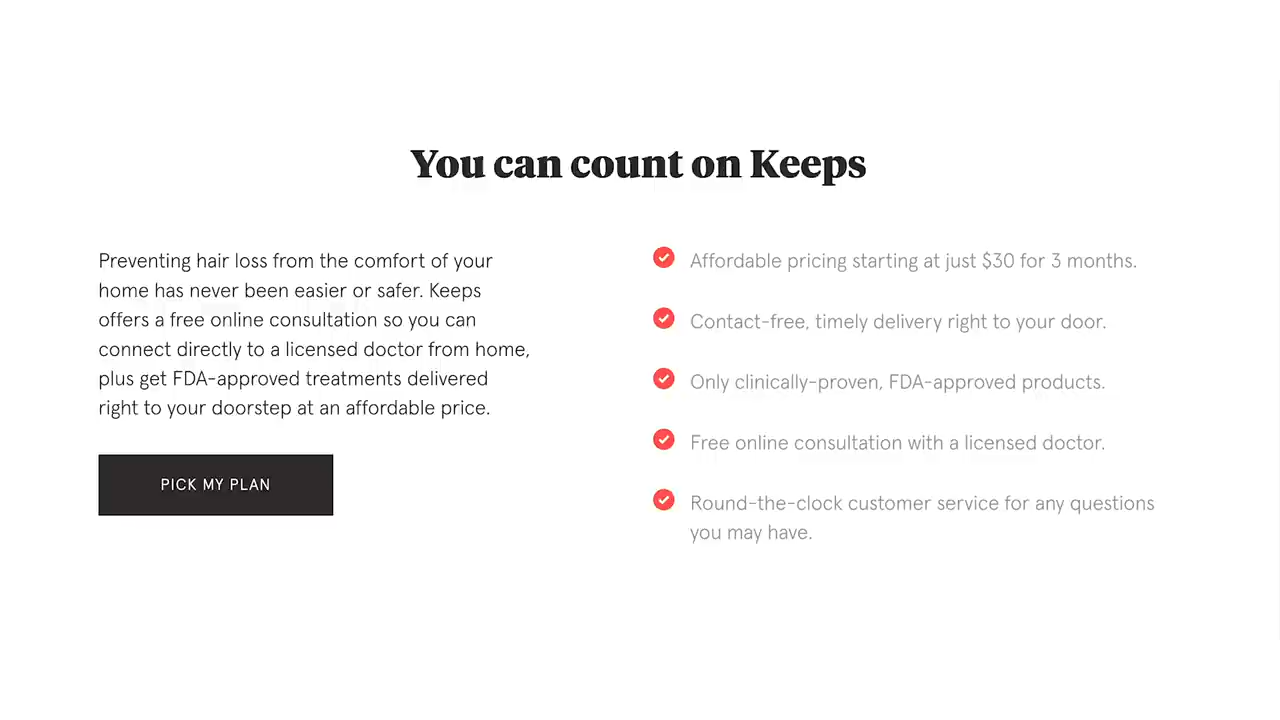 You can count on Keeps
Preventing hair loss from the comfort of your
home has never been easier or safer. Keeps
offers a free online consultation so you can
connect directly to a licensed doctor from home,
plus get FDA-approved treatments delivered
right to your doorstep at an affordable price.
PICK MY PLAN
Affordable pricing starting at just $30 for 3 months.
Contact-free, timely delivery right to your door.
Only clinically-proven, FDA-approved products.
Free online consultation with a licensed doctor.
Round-the-clock customer service for any questions
you may have.